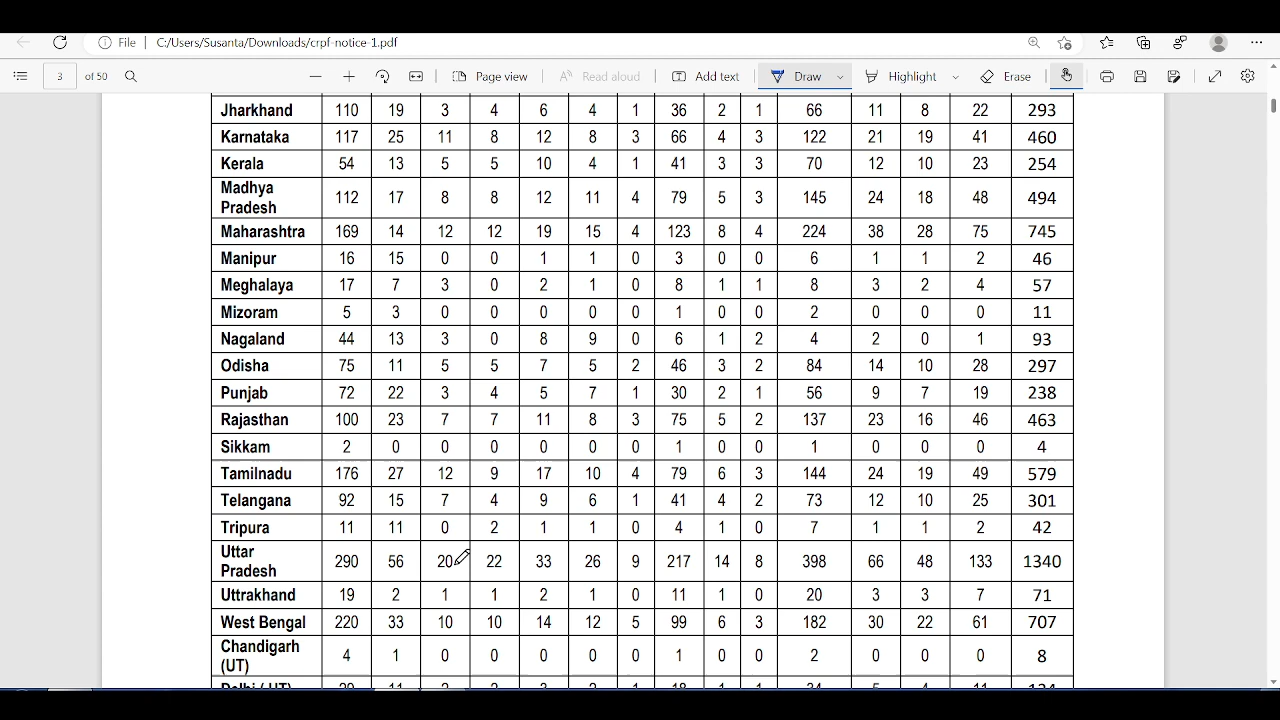 File C:/Users/Susanta/Downloads/crpf-notice-1.pdf
3 of 50 Page view Read aloud Add text Draw Highlight Erase
Jharkhand 110 19 3 4 6 4 1 36 2 1 66 11 8 22 293
Karnataka 117 25 11 8 12 8 3 66 4 3 122 21 19 41 460
Kerala 54 13 5 5 10 4 1 41 3 3 70 12 10 23 254
Madhya
Pradesh 112 17 8 8 12 11 4 79 5 3 145 24 18 48 494
Maharashtra 169 14 12 12 19 15 4 123 8 4 224 38 28 75 745
Manipur 16 15 0 0 1 1 0 3 0 0 6 1 1 2 46
Meghalaya 17 7 3 0 2 1 0 8 1 1 8 3 2 4 57
Mizoram 5 3 0 0 0 0 0 1 0 0 2 0 0 0 11
Nagaland 44 13 3 0 8 9 0 6 1 2 4 2 0 1 93
Odisha 75 11 5 5 7 5 2 46 3 2 84 14 10 28 297
Punjab 72 22 3 4 5 7 1 30 2 1 56 9 7 19 238
Rajasthan 100 23 7 7 11 8 3 75 5 2 137 23 16 46 463
Sikkam 2 0 0 0 0 0 0 1 0 0 1 0 0 0 4
Tamilnadu 176 27 12 9 17 10 4 79 6 3 144 24 19 49 579
Telangana 92 15 7 4 9 6 1 41 4 2 73 12 10 25 301
Tripura 11 11 0 2 1 1 0 4 1 0 7 1 1 2 42
Uttar
Pradesh 290 56 20 22 33 26 9 217 14 8 398 66 48 133 1340
Uttrakhand 19 2 1 1 2 1 0 11 1 0 20 3 3 7 71
West Bengal 220 33 10 10 14 12 5 99 6 3 182 30 22 61 707
Chandigarh
(UT) 4 1 0 0 0 0 0 1 0 0 2 0 0 0 8